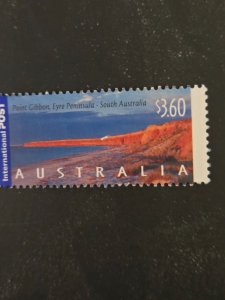 International POST
Point Gibbon, Eyre Peninsula - South Australia
$3.60
AUSTRALIA